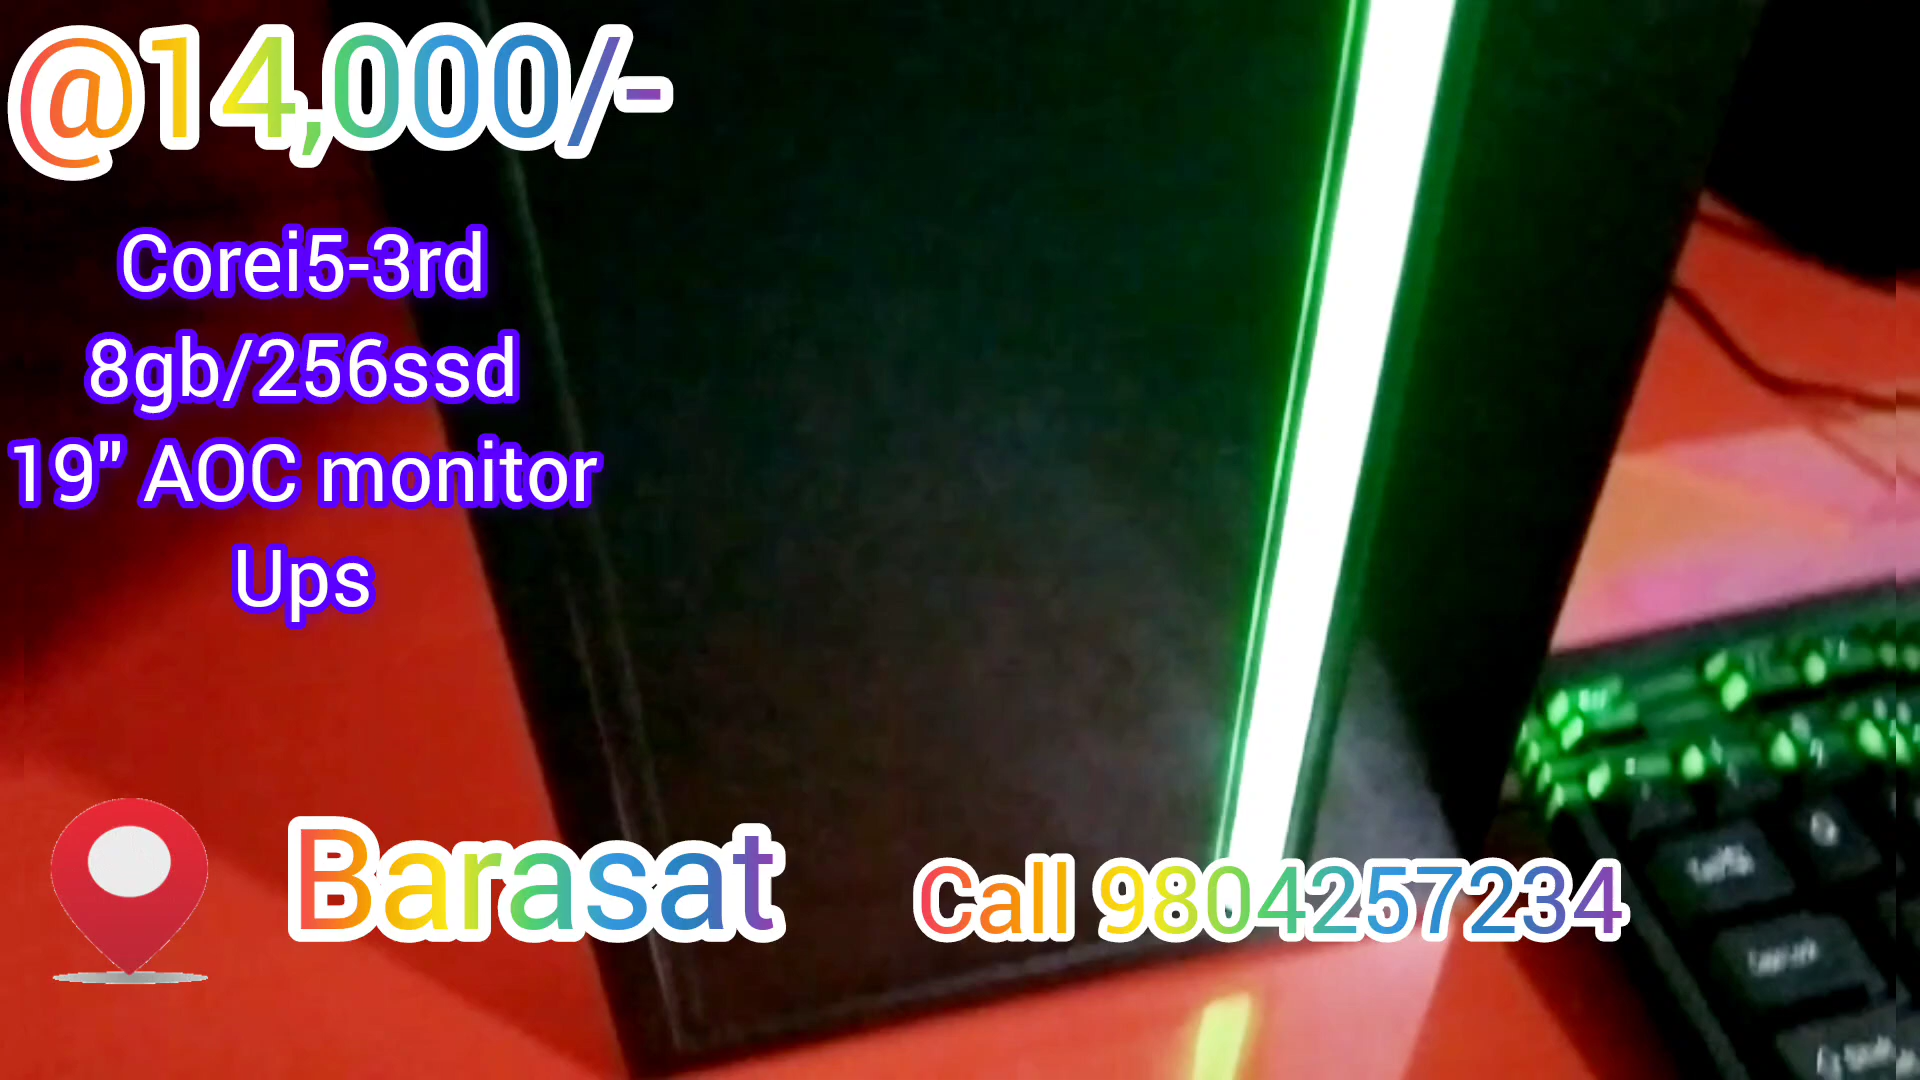 @14,000/-
Corei5-3rd
8gb/256ssd
19" AOC monitor
Ups
Barasat
Call 9804257234